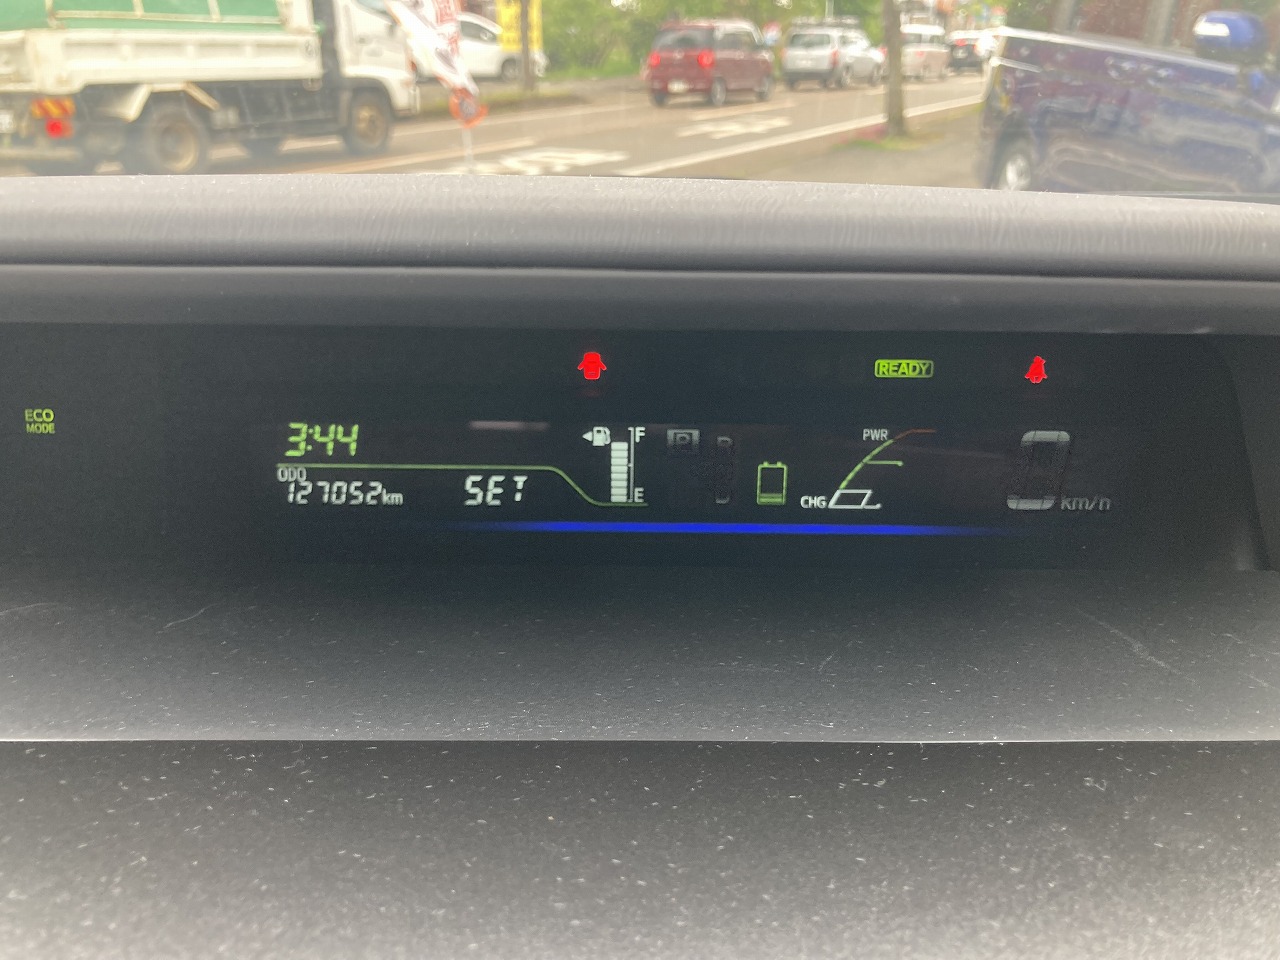 READY
ECO
MODE
3:44
F
P
PWR
ODO
127052km
SET
E
CHG
0
km/h